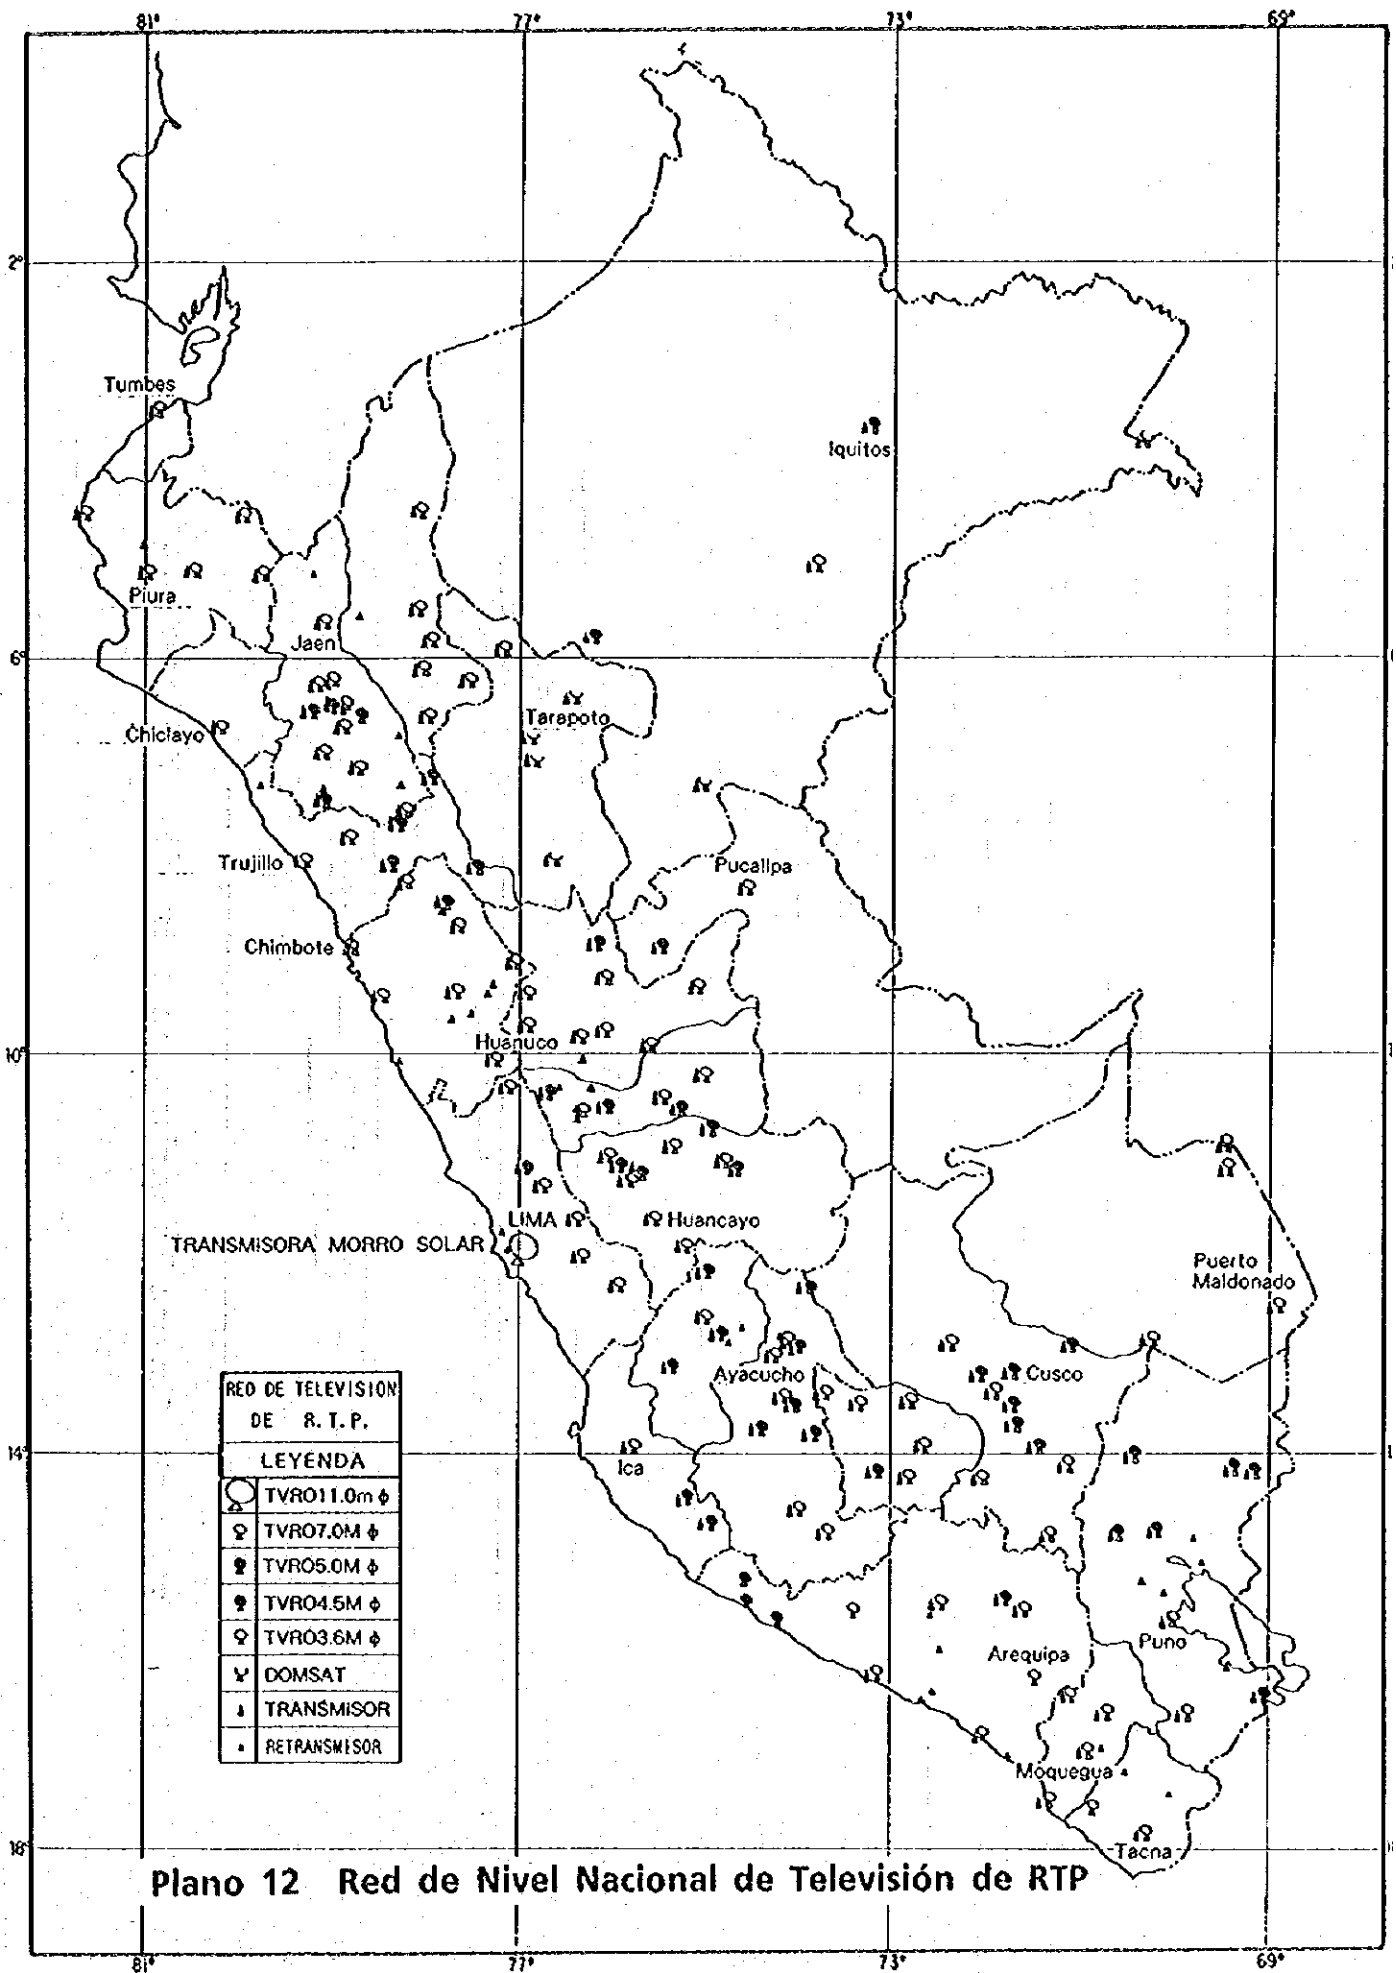 81° 77° 73° 69°
2°
Tumbes
Iquitos
Piura
Jaen
6°
Tarapoto
Chiclayo
Trujillo
Pucallpa
Chimbote
Huanuco
10°
LIMA
Huancayo
TRANSMISORA MORRO SOLAR
Puerto
Maldonado
Ayacucho
Cusco
Ica
14°
RED DE TELEVISION
DE R.T.P.
LEYENDA
TVRO11.0m φ
TVRO7.0M φ
TVRO5.0M φ
TVRO4.5M φ
TVRO3.6M φ
DOMSAT
TRANSMISOR
RETRANSMISOR
Puno
Arequipa
Moquegua
Tacna
18°
Plano 12 Red de Nivel Nacional de Televisión de RTP
81° 77° 73° 69°